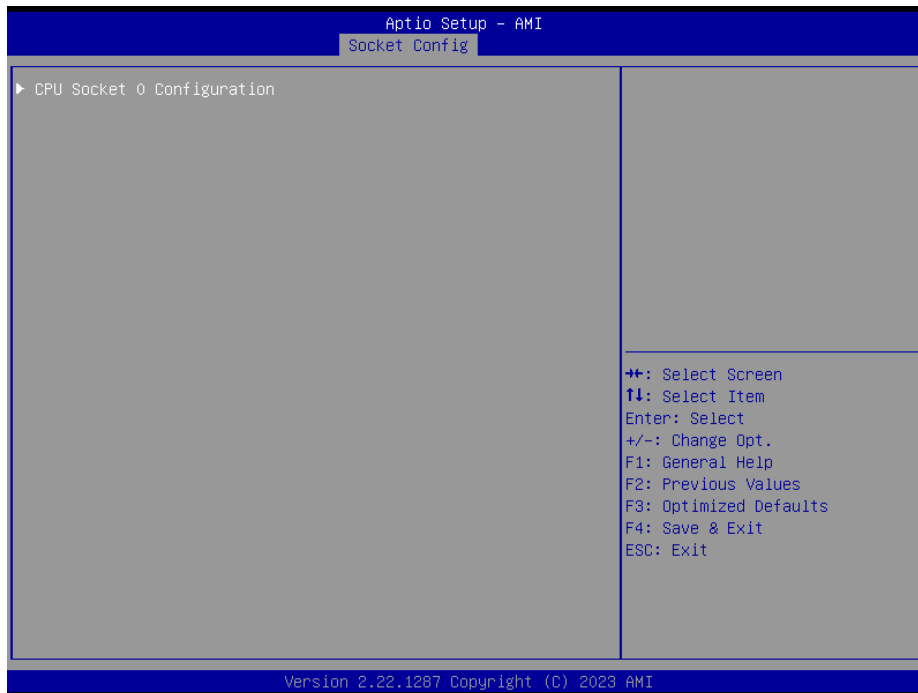 Aptio Setup – AMI
Socket Config
▶ CPU Socket 0 Configuration
→←: Select Screen
↑↓: Select Item
Enter: Select
+/-: Change Opt.
F1: General Help
F2: Previous Values
F3: Optimized Defaults
F4: Save & Exit
ESC: Exit
Version 2.22.1287 Copyright (C) 2023 AMI